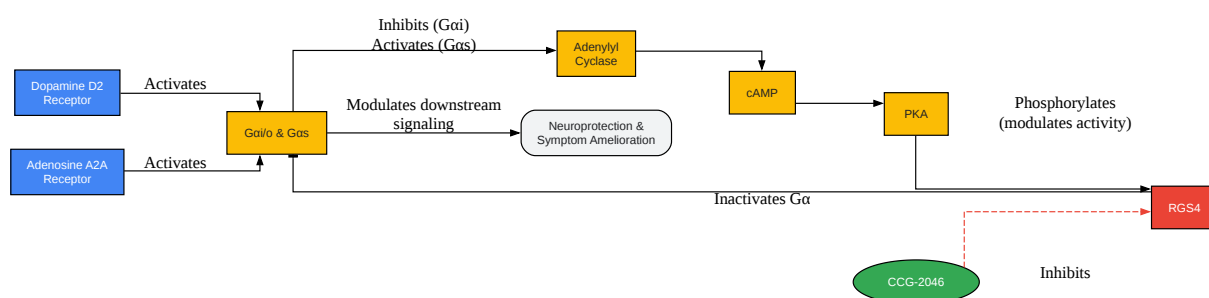 Inhibits (Gαi)
Activates (Gαs)
Adenylyl
Cyclase
Dopamine D2
Receptor
Activates
cAMP
Modulates downstream
signaling
Gαi/o & Gαs
Neuroprotection &
Symptom Amelioration
PKA
Phosphorylates
(modulates activity)
Adenosine A2A
Receptor
Activates
Inactivates Gα
RGS4
CCG-2046
Inhibits